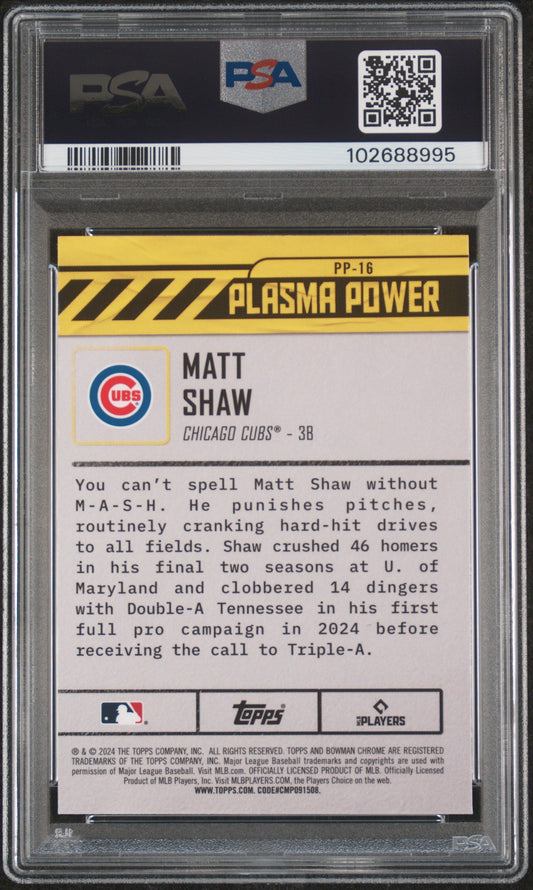 PSA PSA
102688995
PP-16
PLASMA POWER
CUBS
MATT
SHAW
CHICAGO CUBS® - 3B
You can't spell Matt Shaw without
M-A-S-H. He punishes pitches,
routinely cranking hard-hit drives
to all fields. Shaw crushed 46 homers
in his final two seasons at U. of
Maryland and clobbered 14 dingers
with Double-A Tennessee in his first
full pro campaign in 2024 before
receiving the call to Triple-A.
Topps® PLAYERS
® & © 2024 THE TOPPS COMPANY, INC. ALL RIGHTS RESERVED. TOPPS AND BOWMAN CHROME ARE REGISTERED
TRADEMARKS OF THE TOPPS COMPANY, INC. Major League Baseball trademarks and copyrights are used with
permission of Major League Baseball. Visit MLB.com. OFFICIALLY LICENSED PRODUCT OF MLB. Officially Licensed
Product of MLB Players, Inc. Visit MLBPLAYERS.COM, the Players Choice on the web.
WWW.TOPPS.COM. CODE#CMP091508.
PSA